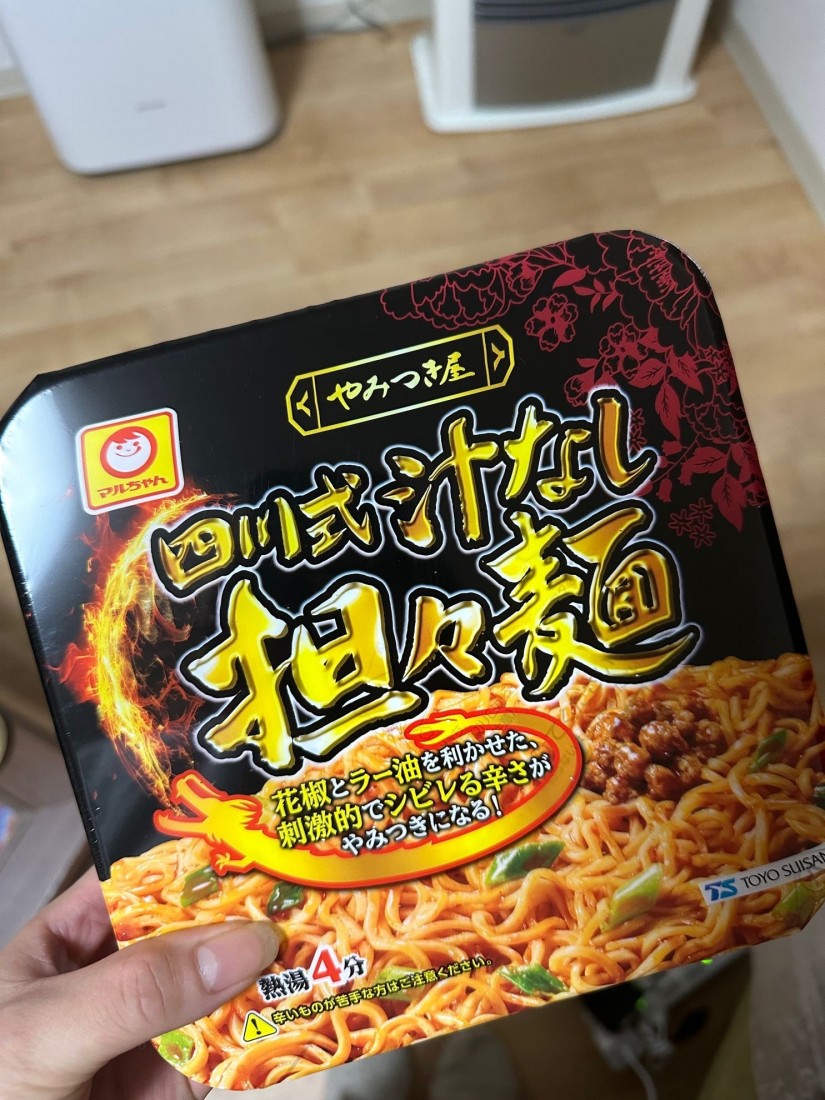 やみつき屋
マルちゃん
四川式 汁なし
担々麺
花椒とラー油を利かせた、
刺激的でシビレる辛さが
やみつきになる!
TS TOYO SUISAN
熱湯4分
辛いものが苦手な方はご注意ください。